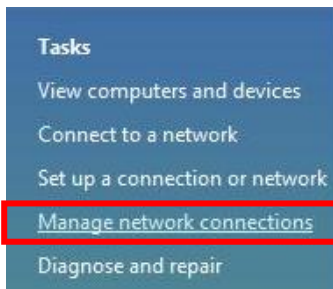 Tasks
View computers and devices
Connect to a network
Set up a connection or network
Manage network connections
Diagnose and repair